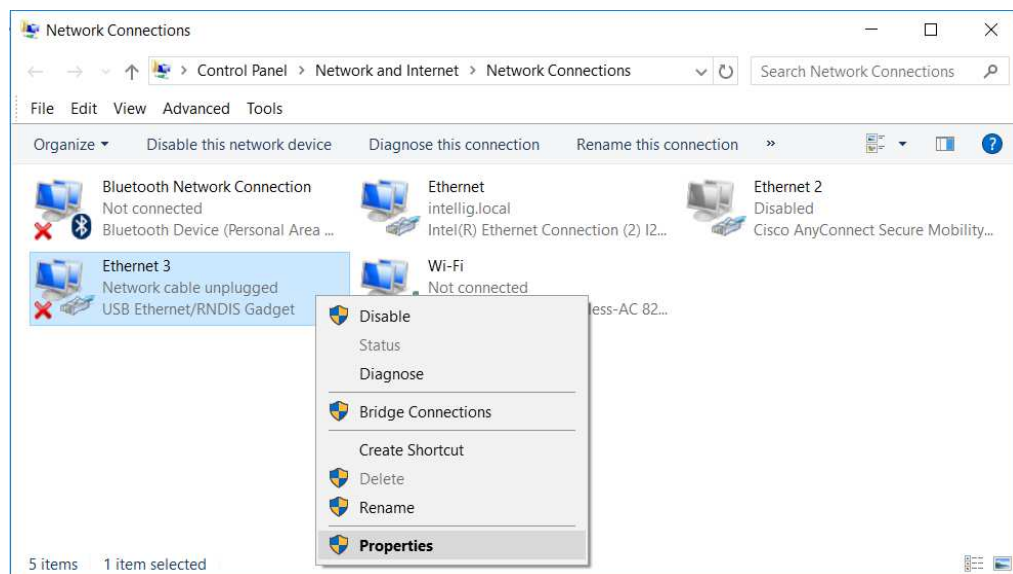 Network Connections
Control Panel > Network and Internet > Network Connections
Search Network Connections
File Edit View Advanced Tools
Organize Disable this network device Diagnose this connection Rename this connection »
Bluetooth Network Connection
Not connected
Bluetooth Device (Personal Area ...
Ethernet
intellig.local
Intel(R) Ethernet Connection (2) I2...
Ethernet 2
Disabled
Cisco AnyConnect Secure Mobility...
Ethernet 3
Network cable unplugged
USB Ethernet/RNDIS Gadget
Wi-Fi
Not connected
less-AC 82...
Disable
Status
Diagnose
Bridge Connections
Create Shortcut
Delete
Rename
Properties
5 items 1 item selected